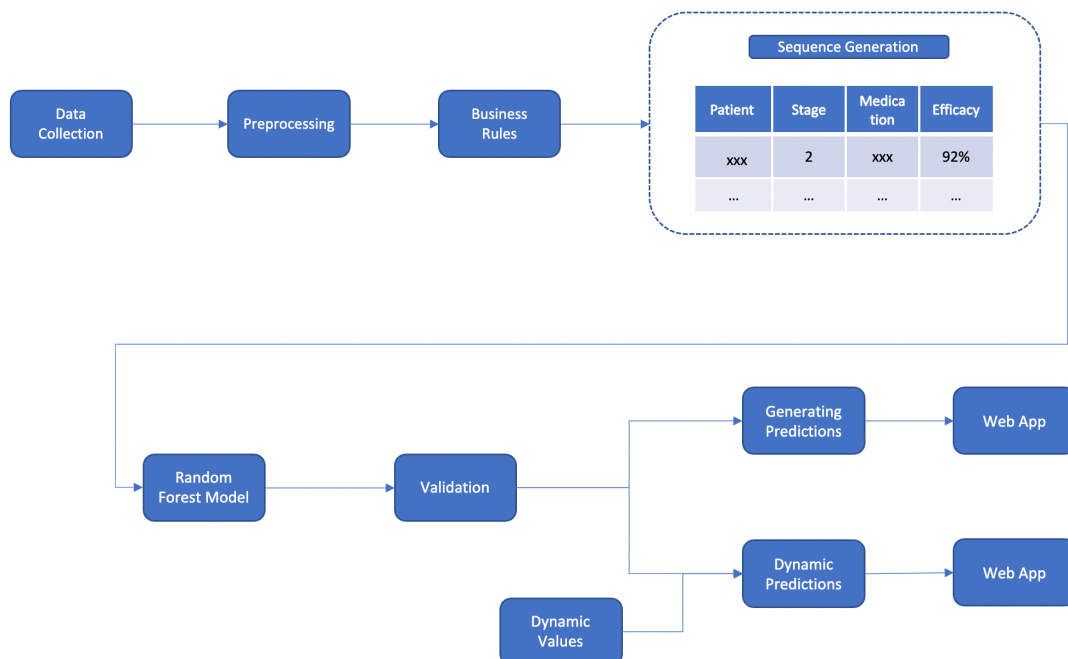 Sequence Generation
Data
Collection
Preprocessing
Business
Rules
Patient
Stage
Medica
tion
Efficacy
xxx
2
xxx
92%
...
...
...
...
Generating
Predictions
Web App
Random
Forest Model
Validation
Dynamic
Predictions
Web App
Dynamic
Values